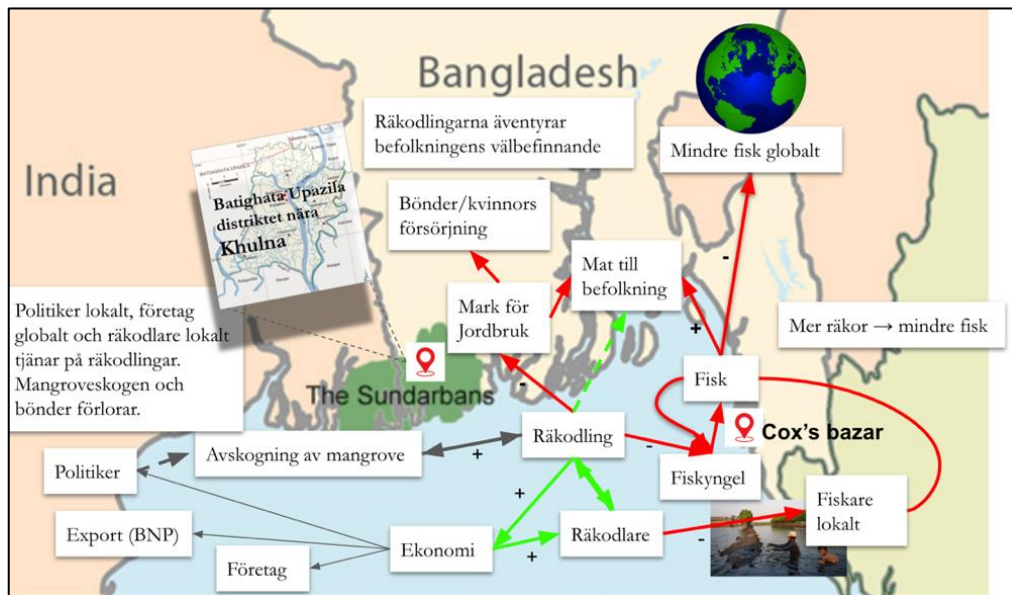 Bangladesh
India
Räkodlingarna äventyrar
befolkningens välbefinnande
Mindre fisk globalt
Batighata Upazila
distriktet nära
Khulna
Bönder/kvinnors
försörjning
Mat till
befolkning
-
Politiker lokalt, företag
globalt och räkodlare lokalt
tjänar på räkodlingar.
Mangroveskogen och
bönder förlorar.
Mark för
Jordbruk
+
Mer räkor → mindre fisk
-
Fisk
The Sundarbans
Räkodling
-
Cox's bazar
Avskogning av mangrove
+
Politiker
Fiskyngel
+
Fiskare
lokalt
Export (BNP)
Ekonomi
+
Räkodlare
-
Företag